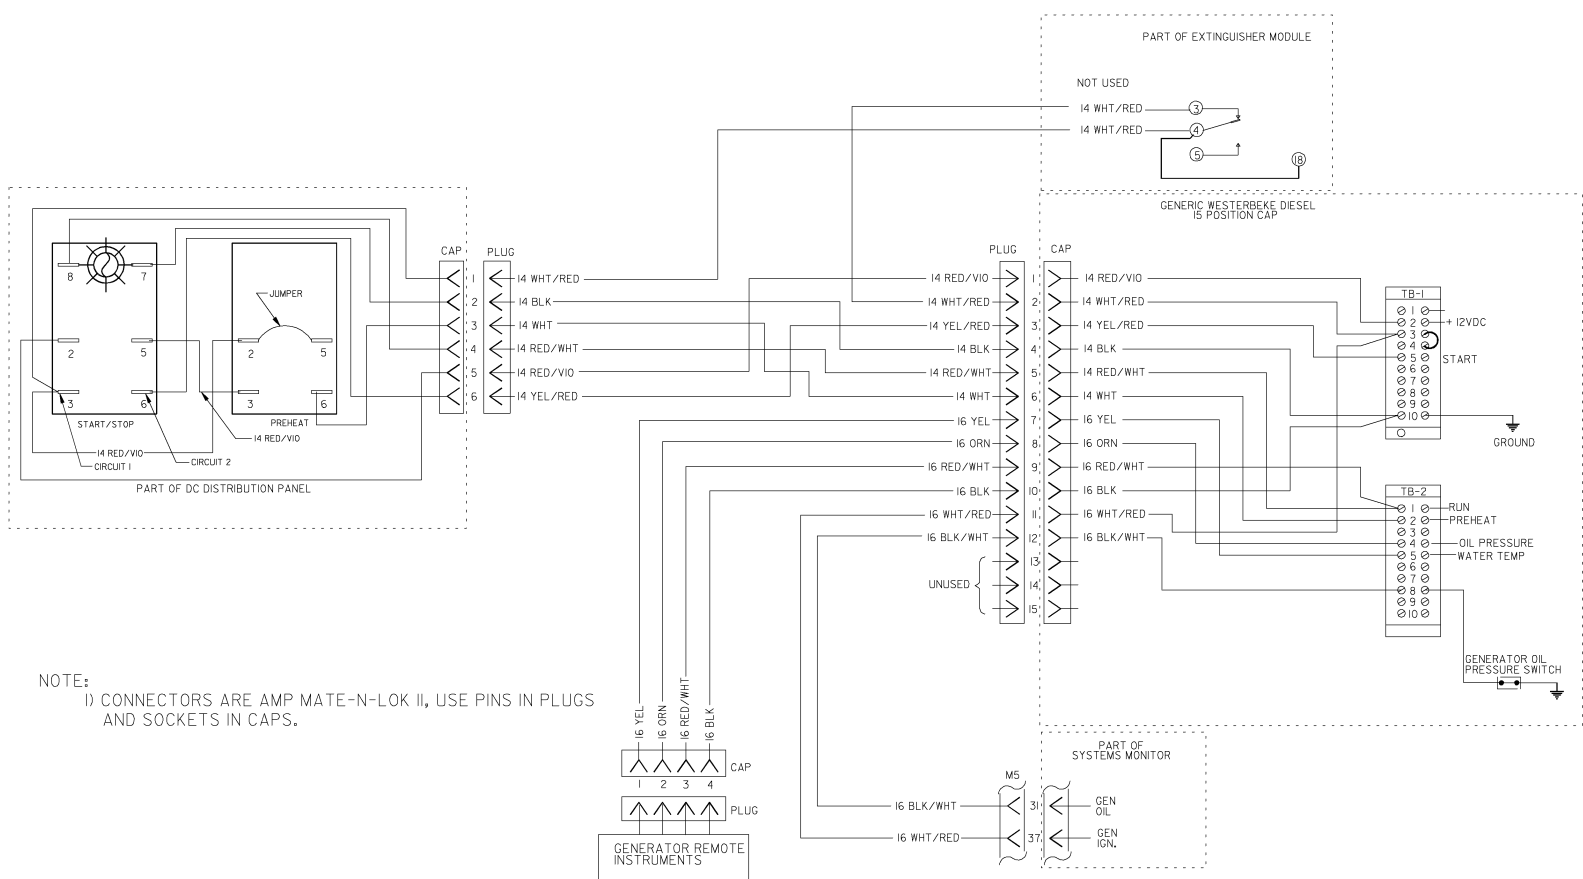 PART OF EXTINGUISHER MODULE
NOT USED
14 WHT/RED
3
14 WHT/RED
4
5
18
GENERIC WESTERBEKE DIESEL
15 POSITION CAP
CAP
PLUG
PLUG
CAP
8
7
JUMPER
2
5
2
5
3
6
3
6
START/STOP
PREHEAT
14 RED/VIO
14 RED/VIO
CIRCUIT 1
CIRCUIT 2
PART OF DC DISTRIBUTION PANEL
1
14 WHT/RED
2
14 BLK
3
14 WHT
4
14 RED/WHT
5
14 RED/VIO
6
14 YEL/RED
14 RED/VIO
1
14 RED/VIO
14 WHT/RED
2
14 WHT/RED
14 YEL/RED
3
14 YEL/RED
14 BLK
4
14 BLK
14 RED/WHT
5
14 RED/WHT
14 WHT
6
14 WHT
16 YEL
7
16 YEL
16 ORN
8
16 ORN
16 RED/WHT
9
16 RED/WHT
16 BLK
10
16 BLK
16 WHT/RED
11
16 WHT/RED
16 BLK/WHT
12
16 BLK/WHT
13
UNUSED
14
15
TB-1
1
2
+ 12VDC
3
4
5
START
6
7
8
9
10
GROUND
TB-2
1
RUN
2
PREHEAT
3
4
OIL PRESSURE
5
WATER TEMP
6
7
8
9
10
GENERATOR OIL
PRESSURE SWITCH
NOTE:
1) CONNECTORS ARE AMP MATE-N-LOK II, USE PINS IN PLUGS
AND SOCKETS IN CAPS.
16 YEL
16 ORN
16 RED/WHT
16 BLK
CAP
1 2 3 4
PLUG
GENERATOR REMOTE
INSTRUMENTS
PART OF
SYSTEMS MONITOR
M5
16 BLK/WHT
31
GEN
OIL
16 WHT/RED
37
GEN
IGN.